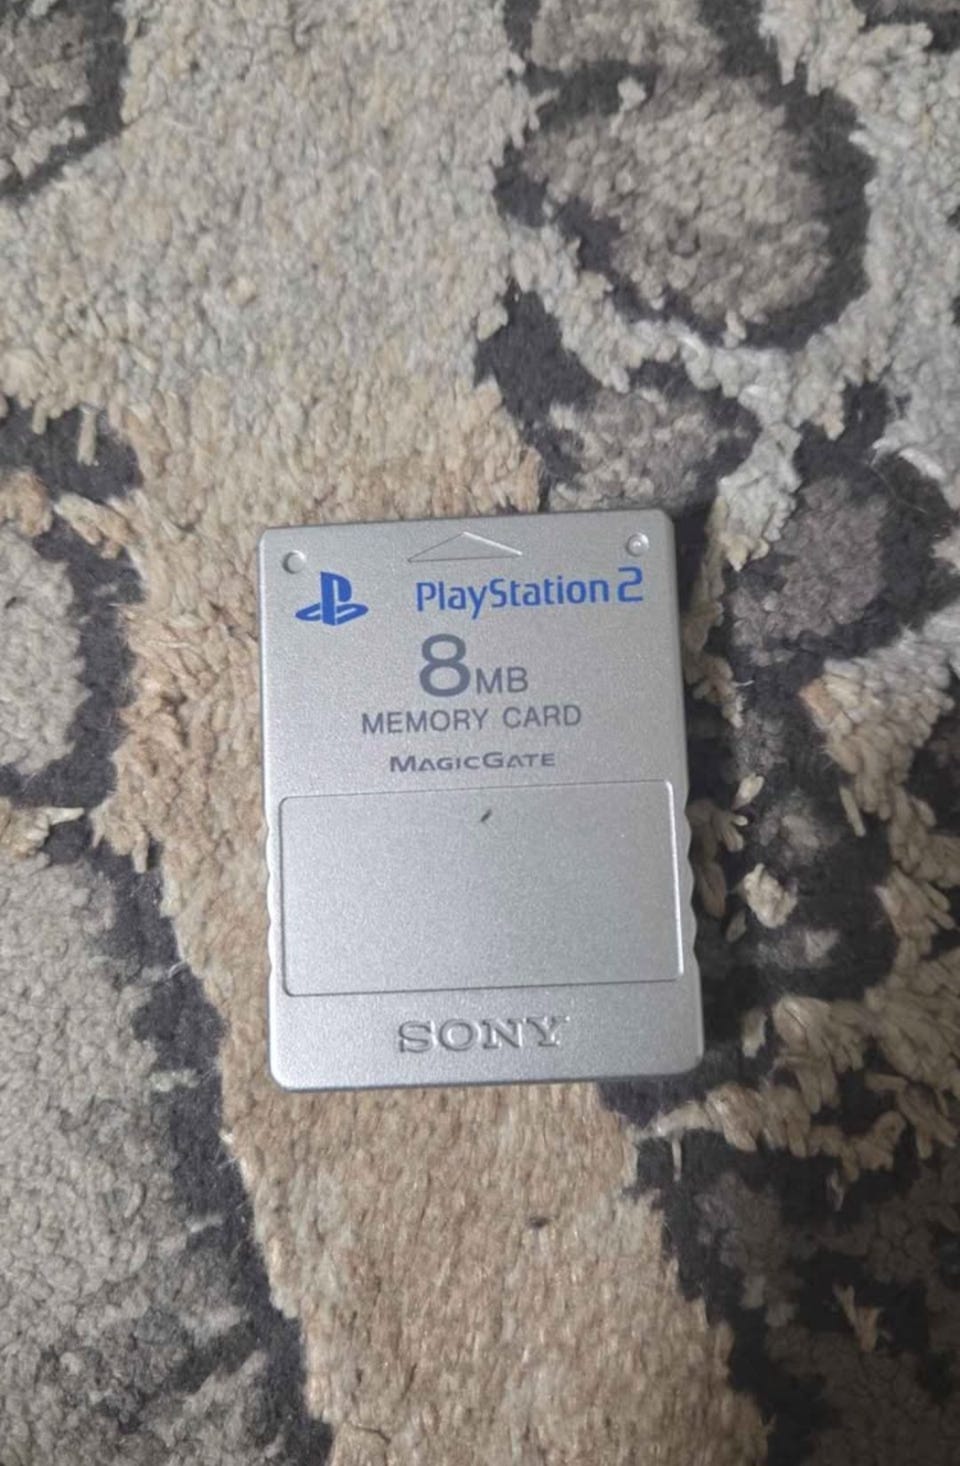 PlayStation 2
8MB
MEMORY CARD
MAGICGATE
SONY